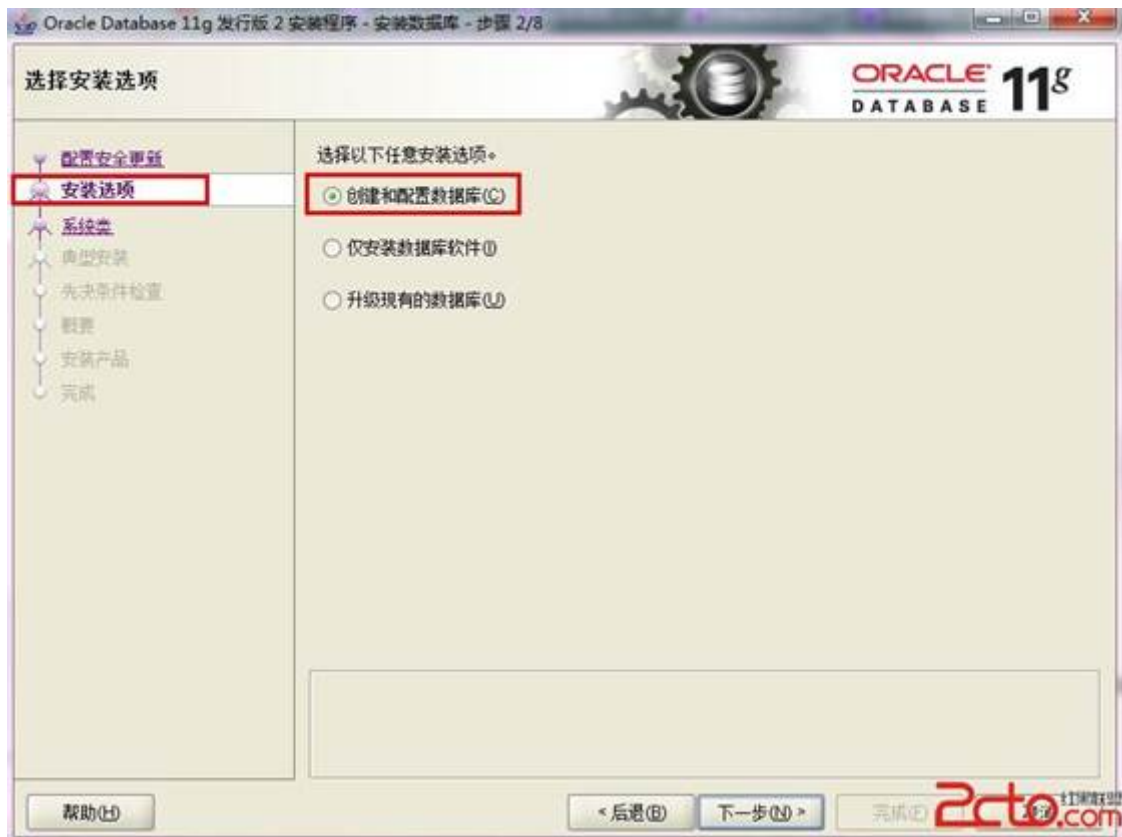 Oracle Database 11g 发行版 2 安装程序 - 安装数据库 - 步骤 2/8
选择安装选项
ORACLE
DATABASE
11g
配置安全更新
安装选项
系统类
典型安装
先决条件检查
概要
安装产品
完成
选择以下任意安装选项。
创建和配置数据库(C)
仅安装数据库软件(I)
升级现有的数据库(U)
帮助(H)
< 后退(B)
下一步(N) >
完成(F)
2cto.com
红黑联盟